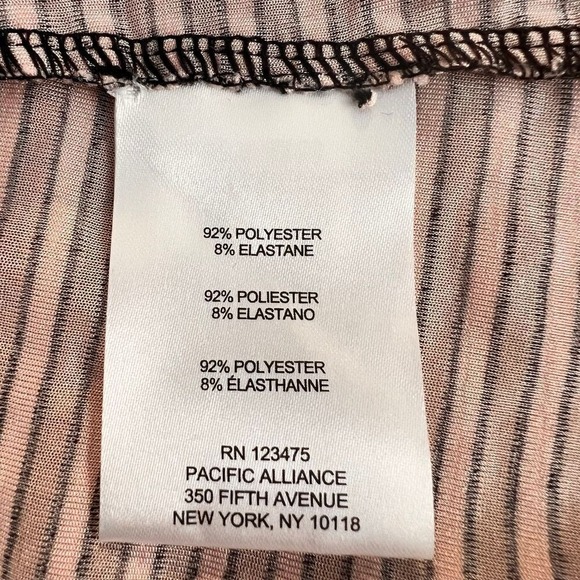 92% POLYESTER
8% ELASTANE
92% POLIESTER
8% ELASTANO
92% POLYESTER
8% ÉLASTHANNE
RN 123475
PACIFIC ALLIANCE
350 FIFTH AVENUE
NEW YORK, NY 10118